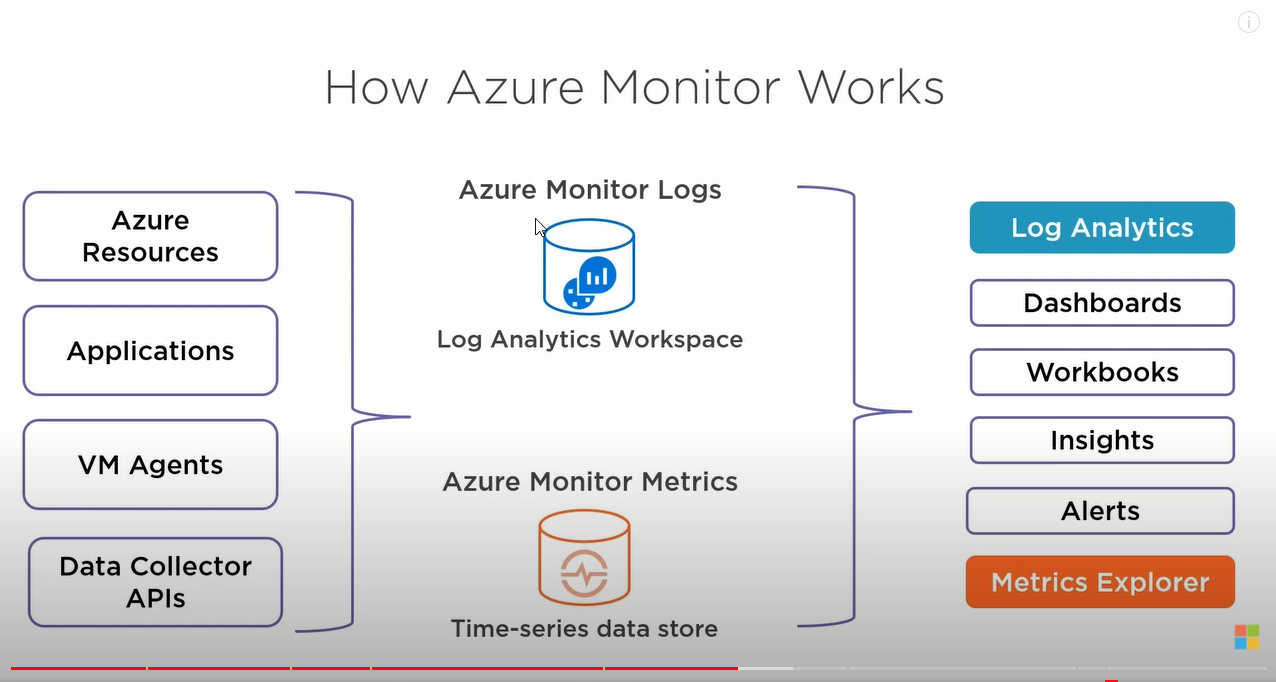 How Azure Monitor Works
Azure
Resources
Applications
VM Agents
Data Collector
APIs
Azure Monitor Logs
Log Analytics Workspace
Azure Monitor Metrics
Time-series data store
Log Analytics
Dashboards
Workbooks
Insights
Alerts
Metrics Explorer